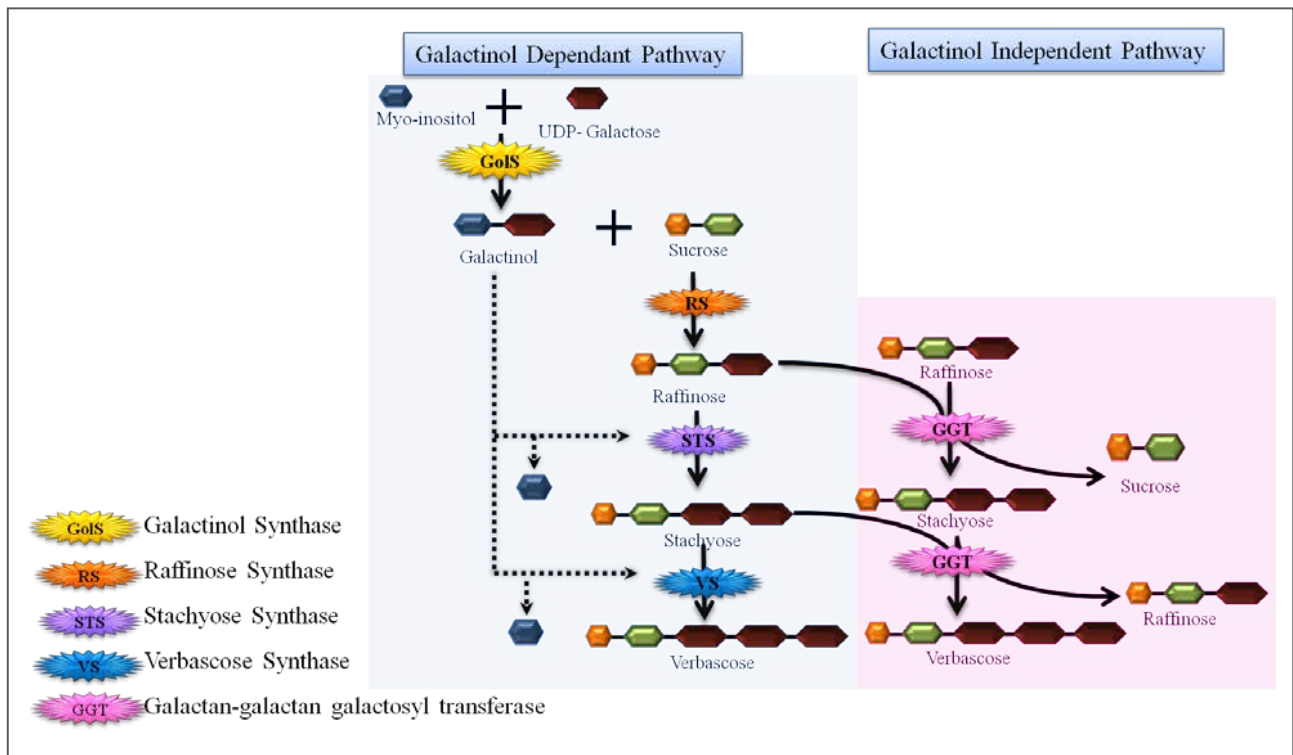 Galactinol Dependant Pathway
Galactinol Independent Pathway
Myo-inositol
UDP- Galactose
GolS
Galactinol
Sucrose
RS
Raffinose
Raffinose
STS
GGT
Sucrose
Stachyose
Stachyose
VS
GGT
Raffinose
Verbascose
Verbascose
GolS Galactinol Synthase
RS Raffinose Synthase
STS Stachyose Synthase
VS Verbascose Synthase
GGT Galactan-galactan galactosyl transferase